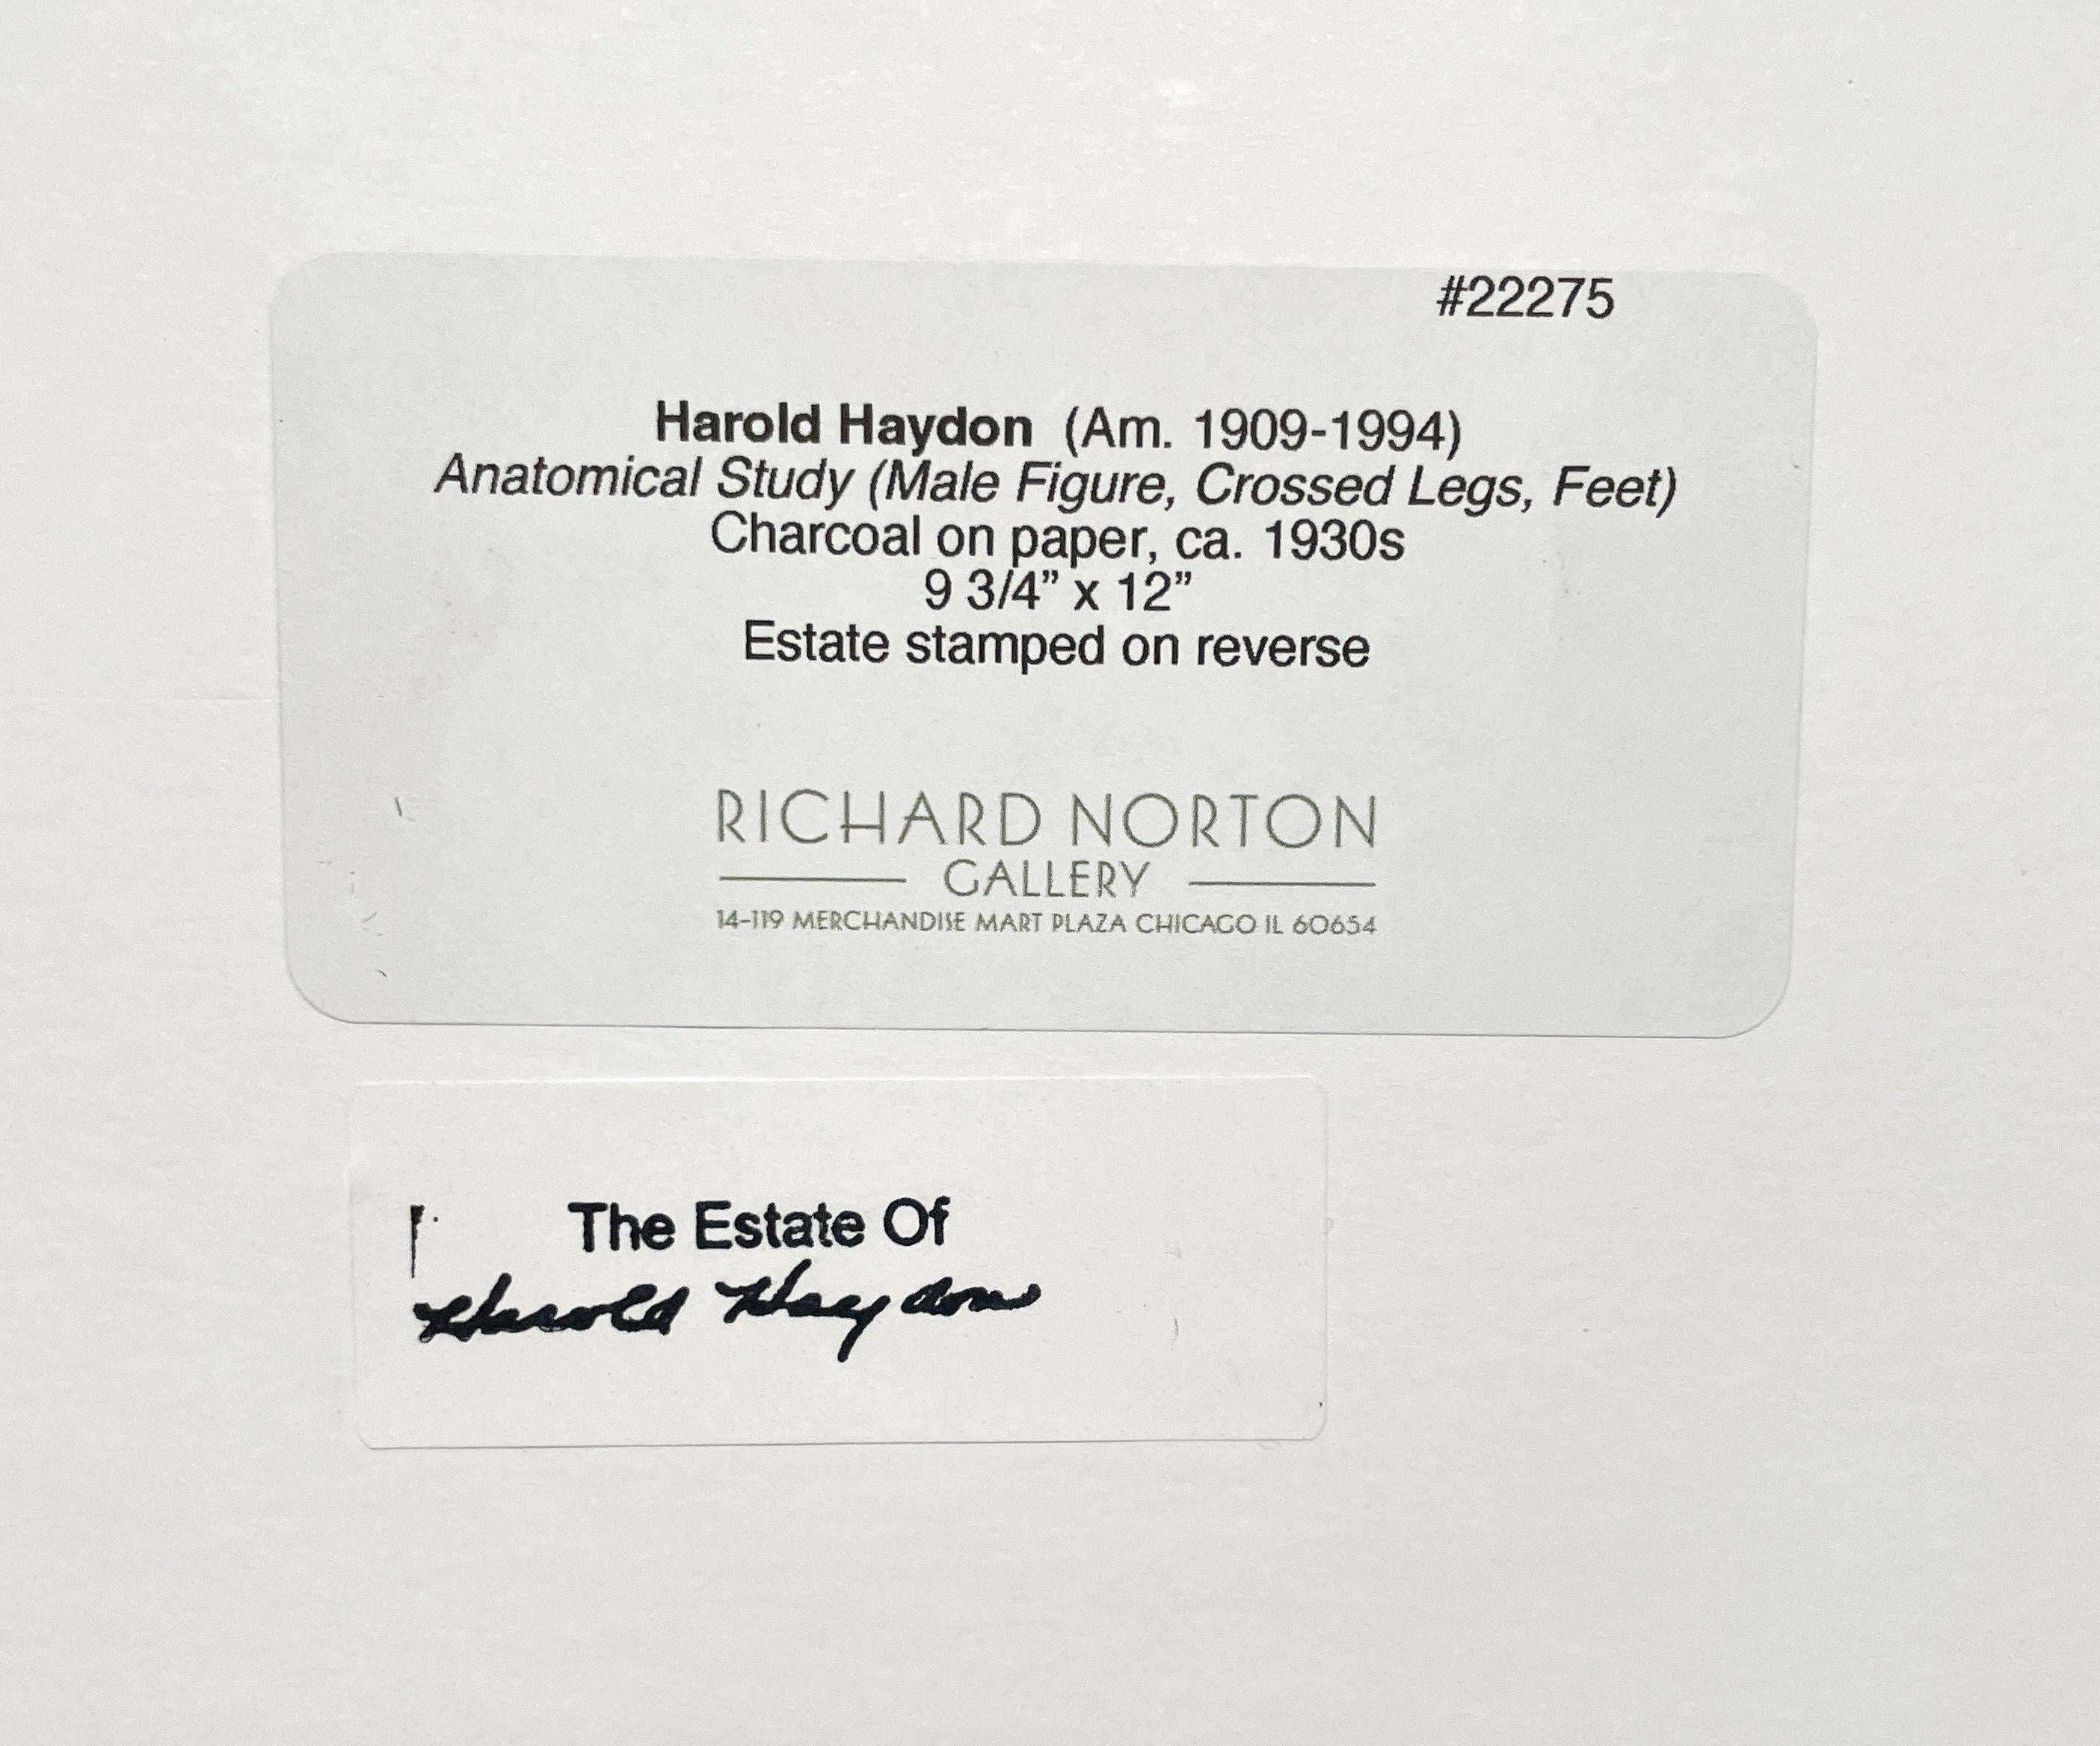 #22275
Harold Haydon (Am. 1909-1994)
Anatomical Study (Male Figure, Crossed Legs, Feet)
Charcoal on paper, ca. 1930s
9 3/4” x 12”
Estate stamped on reverse
RICHARD NORTON
GALLERY
14-119 MERCHANDISE MART PLAZA CHICAGO IL 60654
The Estate Of
Harold Haydon